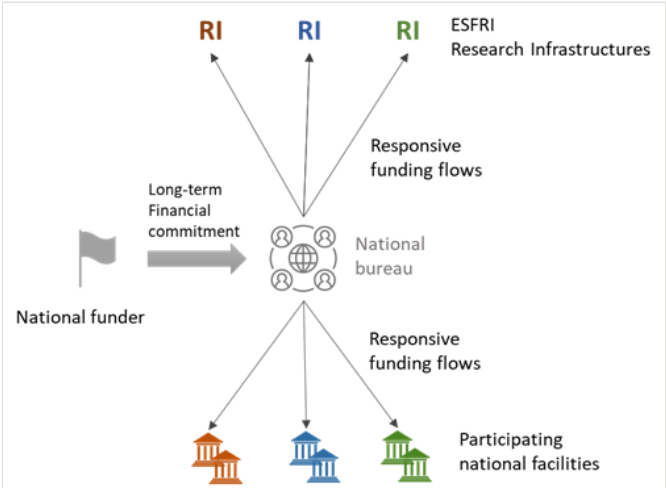 RI RI RI
ESFRI
Research Infrastructures
Responsive
funding flows
Long-term
Financial
commitment
National
bureau
National funder
Responsive
funding flows
Participating
national facilities